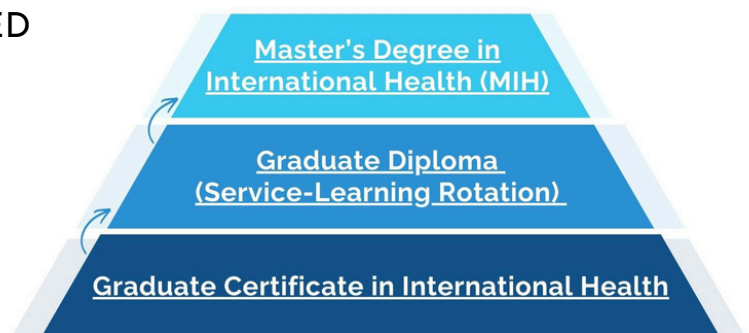 ED
Master's Degree in
International Health (MIH)
Graduate Diploma
(Service-Learning Rotation)
Graduate Certificate in International Health